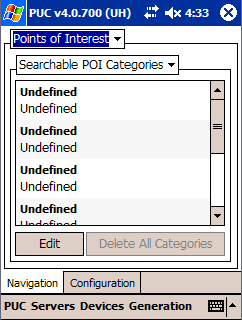 PUC v4.0.700 (UH) 4:33
Points of Interest
Searchable POI Categories
Undefined
Undefined
Undefined
Undefined
Undefined
Undefined
Undefined
Undefined
Edit Delete All Categories
Navigation Configuration
PUC Servers Devices Generation